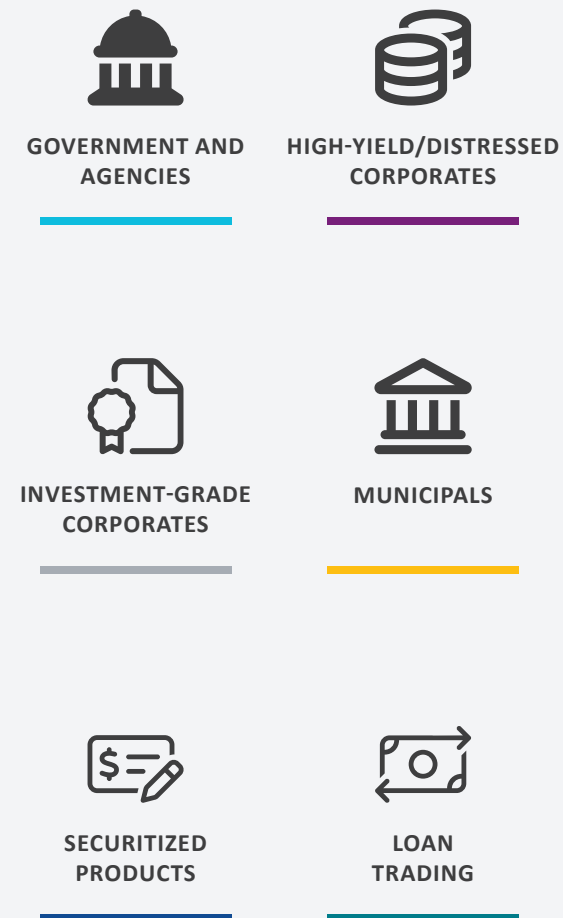 GOVERNMENT AND
AGENCIES
HIGH-YIELD/DISTRESSED
CORPORATES
INVESTMENT-GRADE
CORPORATES
MUNICIPALS
$
SECURITIZED
PRODUCTS
LOAN
TRADING